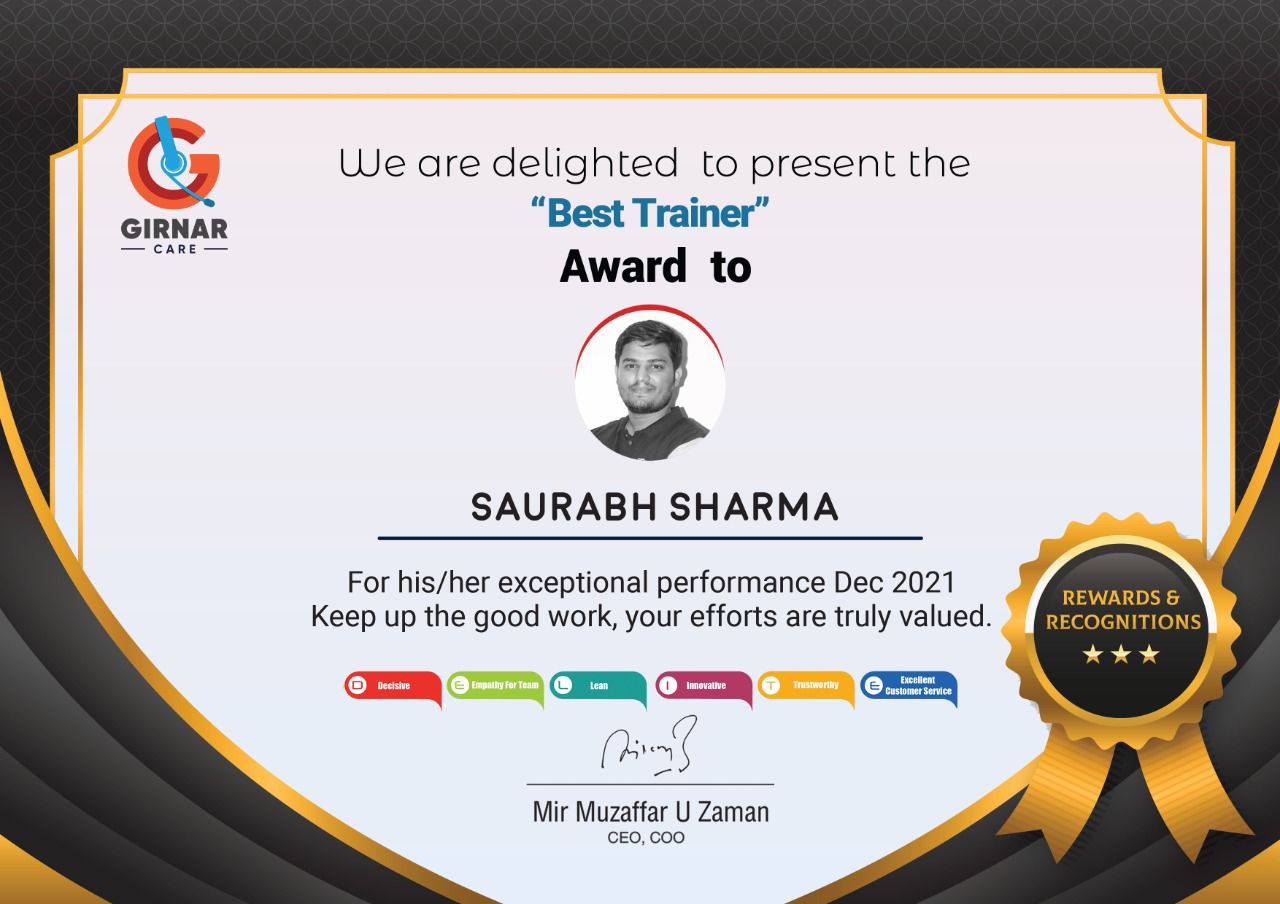 GIRNAR
CARE
We are delighted to present the
“Best Trainer”
Award to
SAURABH SHARMA
For his/her exceptional performance Dec 2021
Keep up the good work, your efforts are truly valued.
D Decisive
E Empathy For Team
L Lean
I Innovative
T Trustworthy
E Excellent
Customer Service
REWARDS &
RECOGNITIONS
Mir Muzaffar U Zaman
CEO, COO